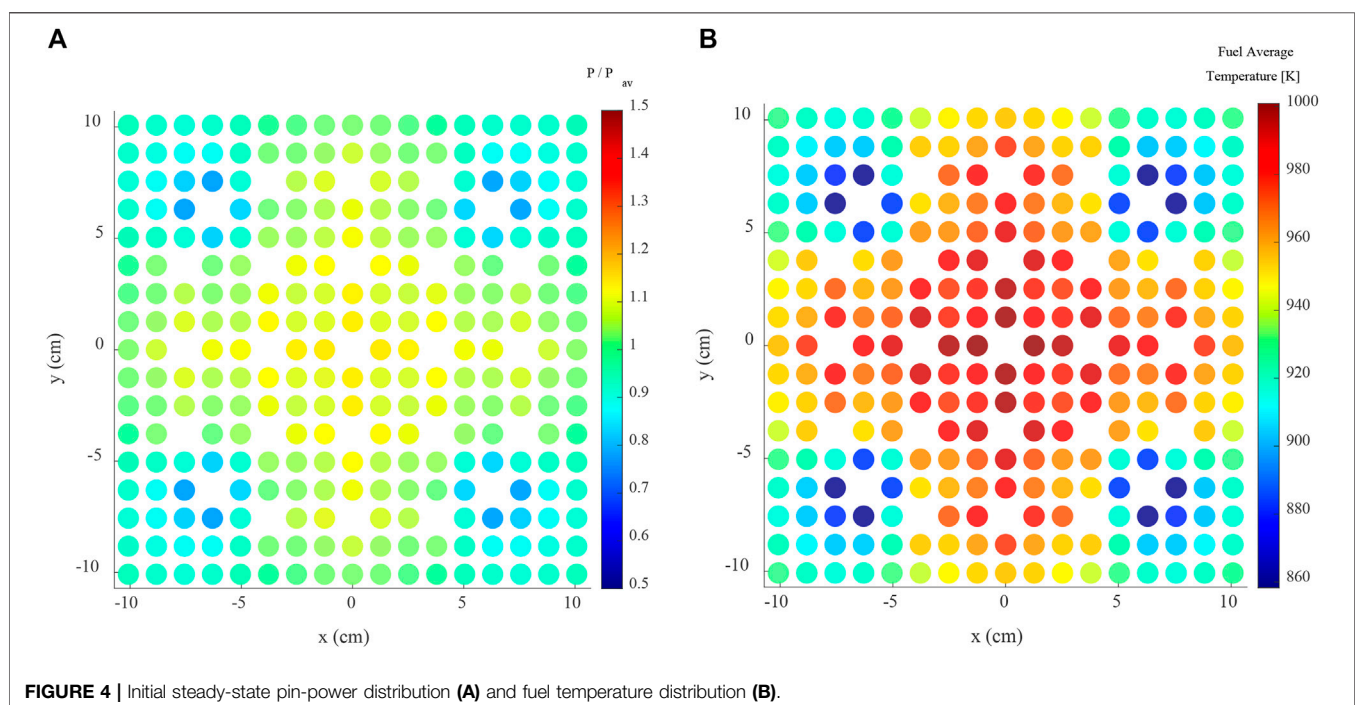 A
P / P av
1.5
1.4
1.3
1.2
1.1
1
0.9
0.8
0.7
0.6
0.5
10
5
0
-5
-10
y (cm)
-10 -5 0 5 10
x (cm)
B
Fuel Average
Temperature [K]
1000
980
960
940
920
900
880
860
10
5
0
-5
-10
y (cm)
-10 -5 0 5 10
x (cm)
FIGURE 4 | Initial steady-state pin-power distribution (A) and fuel temperature distribution (B).